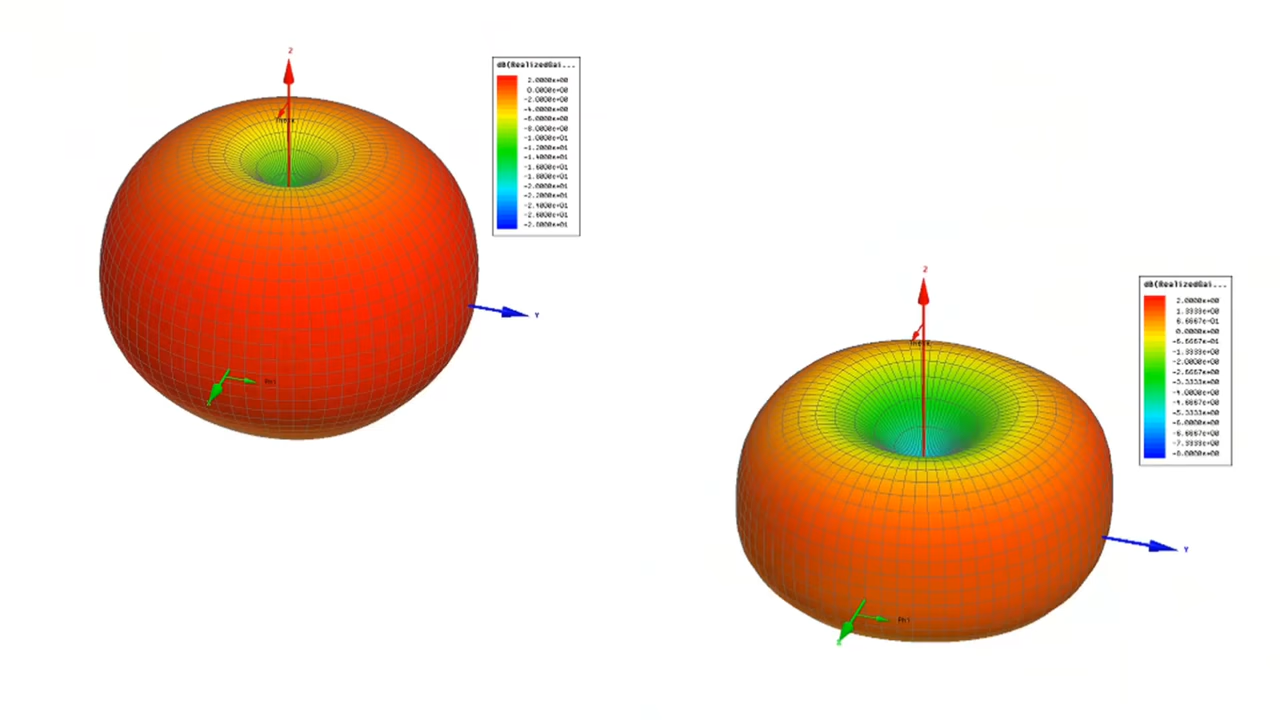 Z
dB(RealizedGai...
2.0000e+00
0.0000e+00
-2.0000e+00
-4.0000e+00
-6.0000e+00
-8.0000e+00
-1.0000e+01
-1.2000e+01
-1.4000e+01
-1.6000e+01
-1.8000e+01
-2.0000e+01
-2.2000e+01
-2.4000e+01
-2.6000e+01
-2.8000e+01
Theta
Y
Phi
X
Z
dB(RealizedGai...
2.0000e+00
1.3333e+00
6.6667e-01
0.0000e+00
-6.6667e-01
-1.3333e+00
-2.0000e+00
-2.6667e+00
-3.3333e+00
-4.0000e+00
-4.6667e+00
-5.3333e+00
-6.0000e+00
-6.6667e+00
-7.3333e+00
-8.0000e+00
Theta
Y
Phi
X